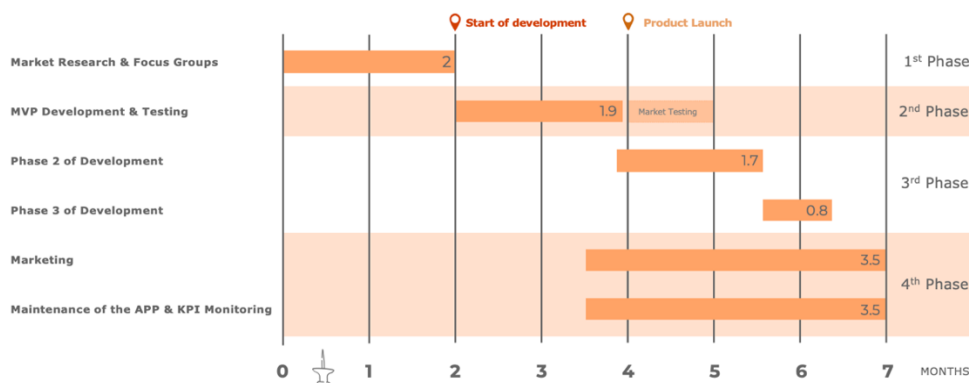 Start of development
Product Launch
Market Research & Focus Groups
2
1st Phase
MVP Development & Testing
1.9
Market Testing
2nd Phase
Phase 2 of Development
1.7
3rd Phase
Phase 3 of Development
0.8
Marketing
3.5
4th Phase
Maintenance of the APP & KPI Monitoring
3.5
0 1 2 3 4 5 6 7 MONTHS